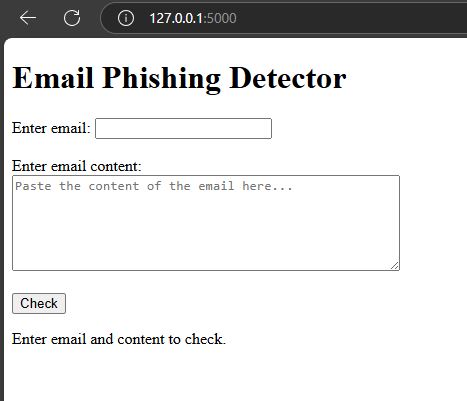 127.0.0.1:5000
Email Phishing Detector
Enter email:
Enter email content:
Paste the content of the email here...
Check
Enter email and content to check.